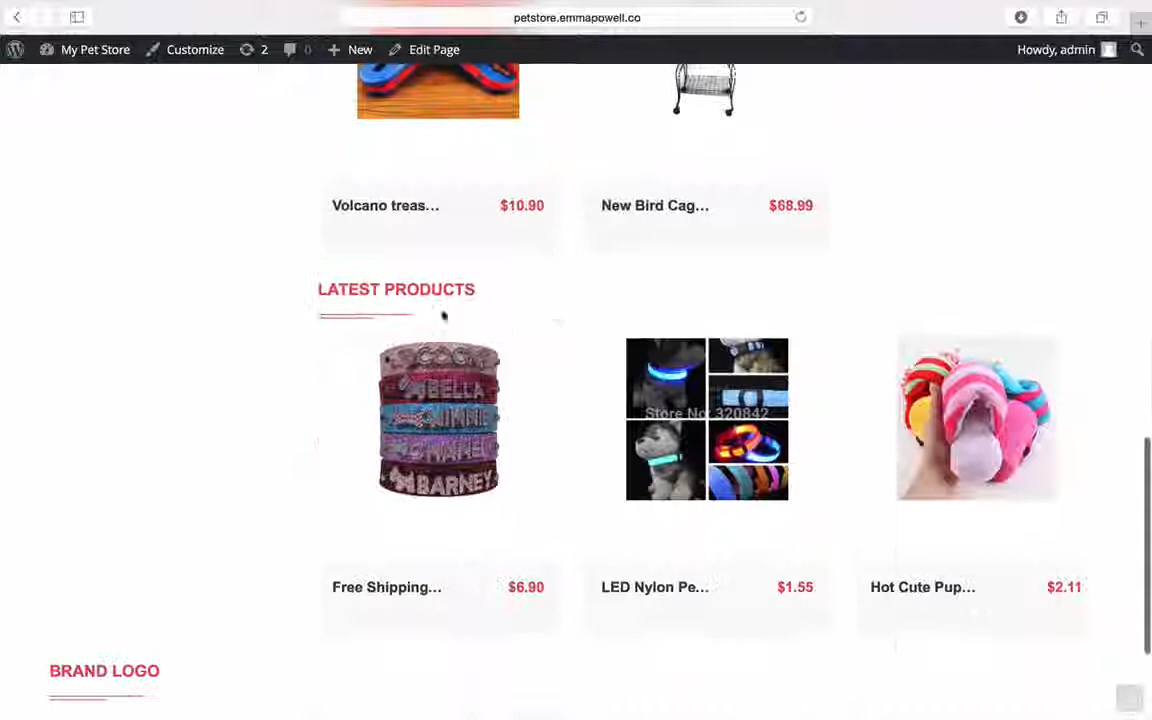 petstore.emmapowell.co
My Pet Store Customize 2 0 New Edit Page Howdy, admin
Volcano treas... $10.90 New Bird Cag... $68.99
LATEST PRODUCTS
BELLA
Store No: 320842
BARNEY
Free Shipping... $6.90 LED Nylon Pe... $1.55 Hot Cute Pup... $2.11
BRAND LOGO